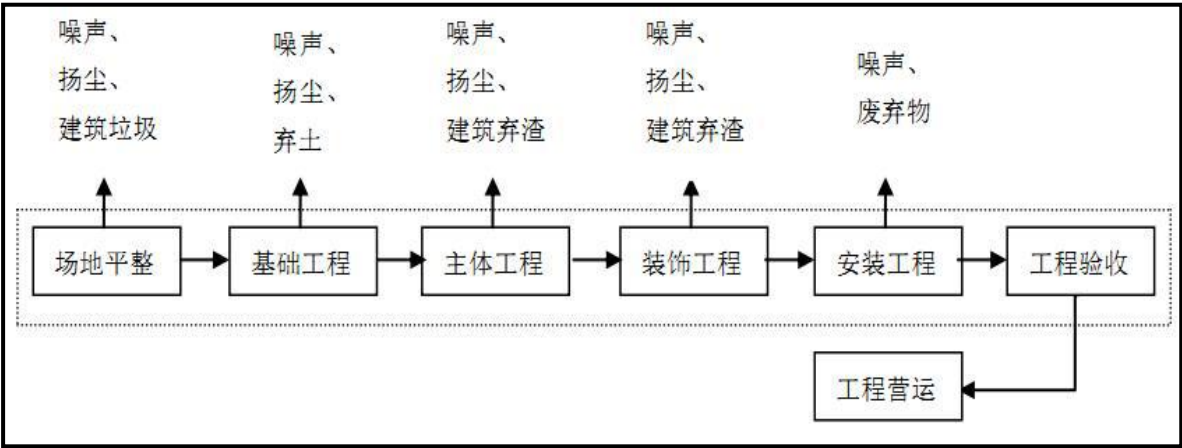 噪声、
扬尘、
建筑垃圾
噪声、
扬尘、
弃土
噪声、
扬尘、
建筑弃渣
噪声、
扬尘、
建筑弃渣
噪声、
废弃物
场地平整
基础工程
主体工程
装饰工程
安装工程
工程验收
工程营运